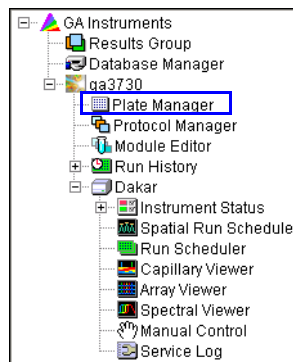 GA Instruments
Results Group
Database Manager
ga3730
Plate Manager
Protocol Manager
Module Editor
Run History
Dakar
Instrument Status
Spatial Run Schedule
Run Scheduler
Capillary Viewer
Array Viewer
Spectral Viewer
Manual Control
Service Log